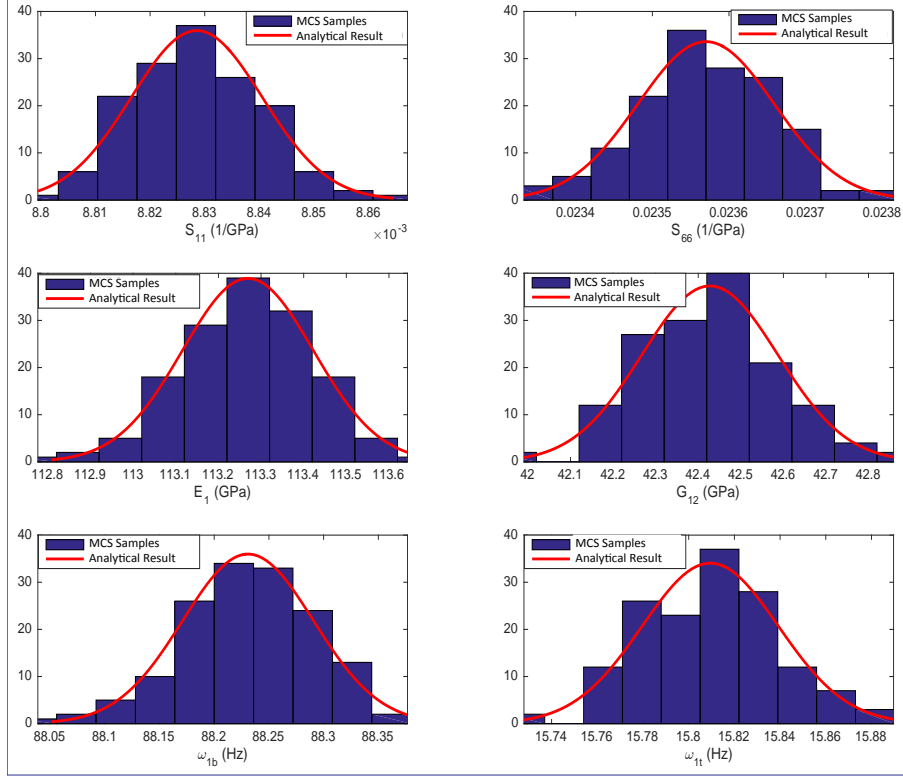 MCS Samples
Analytical Result
40
30
20
10
0
8.8 8.81 8.82 8.83 8.84 8.85 8.86
S11 (1/GPa) ×10-3
MCS Samples
Analytical Result
40
30
20
10
0
0.0234 0.0235 0.0236 0.0237 0.0238
S66 (1/GPa)
MCS Samples
Analytical Result
40
30
20
10
0
112.8 112.9 113 113.1 113.2 113.3 113.4 113.5 113.6
E1 (GPa)
MCS Samples
Analytical Result
40
30
20
10
0
42 42.1 42.2 42.3 42.4 42.5 42.6 42.7 42.8
G12 (GPa)
MCS Samples
Analytical Result
40
30
20
10
0
88.05 88.1 88.15 88.2 88.25 88.3 88.35
ω1b (Hz)
MCS Samples
Analytical Result
40
30
20
10
0
15.74 15.76 15.78 15.8 15.82 15.84 15.86 15.88
ω1t (Hz)